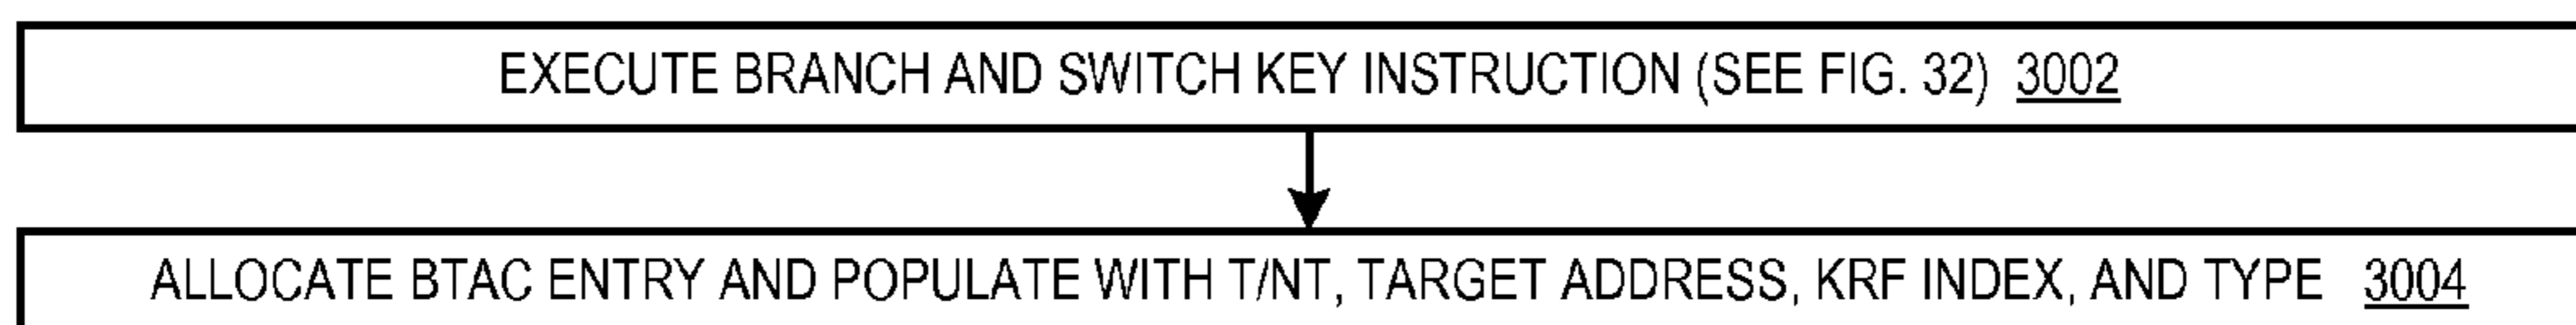 EXECUTE BRANCH AND SWITCH KEY INSTRUCTION (SEE FIG. 32) 3002
ALLOCATE BTAC ENTRY AND POPULATE WITH T/NT, TARGET ADDRESS, KRF INDEX, AND TYPE 3004